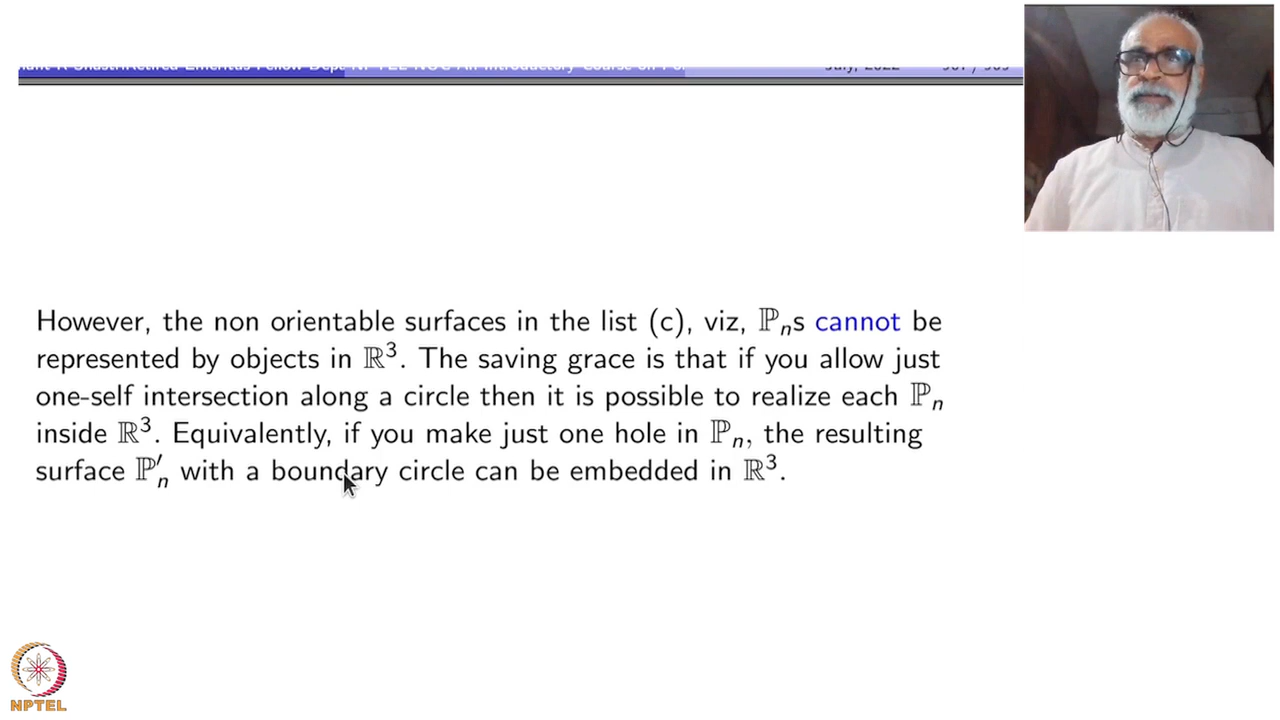 July, 2022
However, the non orientable surfaces in the list (c), viz, ℙₙs cannot be
represented by objects in ℝ³. The saving grace is that if you allow just
one-self intersection along a circle then it is possible to realize each ℙₙ
inside ℝ³. Equivalently, if you make just one hole in ℙₙ, the resulting
surface ℙ′ₙ with a boundary circle can be embedded in ℝ³.
NPTEL